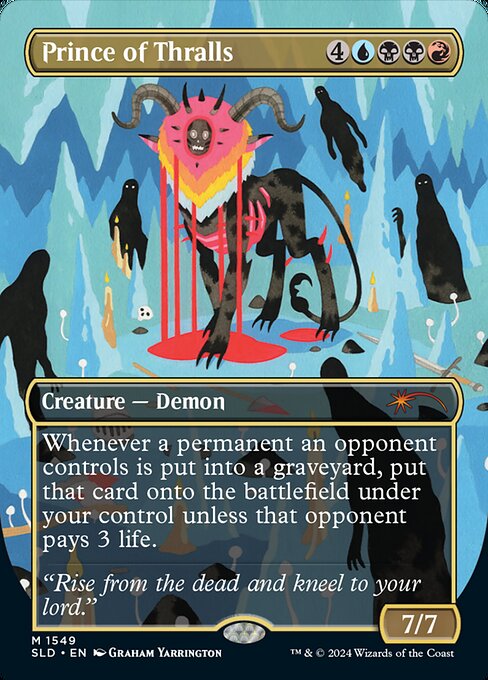 Prince of Thralls 4
Creature — Demon
Whenever a permanent an opponent
controls is put into a graveyard, put
that card onto the battlefield under
your control unless that opponent
pays 3 life.
“Rise from the dead and kneel to your
lord.”
7/7
M 1549
SLD • EN GRAHAM YARRINGTON
™ & © 2024 Wizards of the Coast